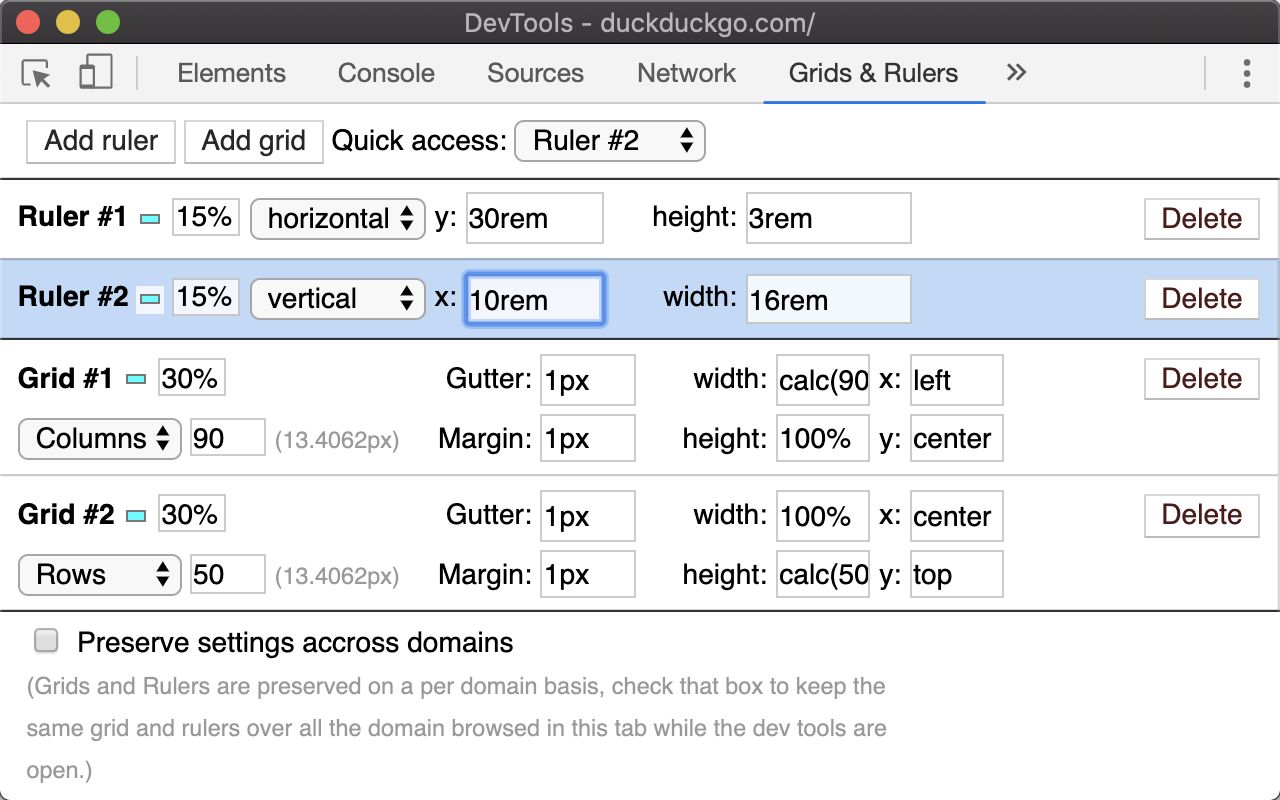 DevTools - duckduckgo.com/
Elements Console Sources Network Grids & Rulers »
Add ruler Add grid Quick access: Ruler #2
Ruler #1 15% horizontal y: 30rem height: 3rem Delete
Ruler #2 15% vertical x: 10rem width: 16rem Delete
Grid #1 30% Gutter: 1px width: calc(90 x: left Delete
Columns 90 (13.4062px) Margin: 1px height: 100% y: center
Grid #2 30% Gutter: 1px width: 100% x: center Delete
Rows 50 (13.4062px) Margin: 1px height: calc(50 y: top
Preserve settings accross domains
(Grids and Rulers are preserved on a per domain basis, check that box to keep the
same grid and rulers over all the domain browsed in this tab while the dev tools are
open.)